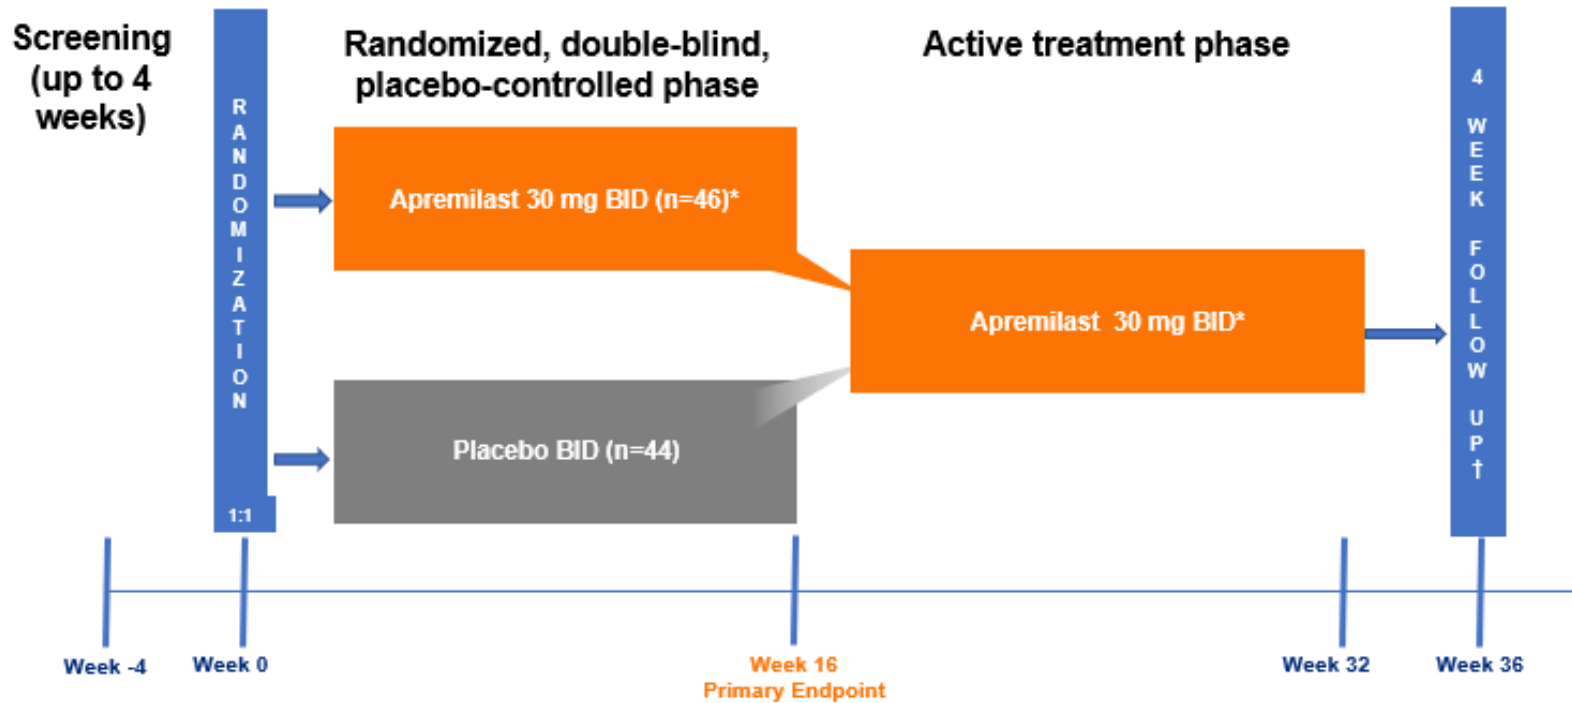 Screening
(up to 4
weeks)
RANDOMIZATION
1:1
Randomized, double-blind,
placebo-controlled phase
Apremilast 30 mg BID (n=46)*
Placebo BID (n=44)
Active treatment phase
Apremilast 30 mg BID*
4 WEEK FOLLOW UP†
Week -4
Week 0
Week 16
Primary Endpoint
Week 32
Week 36